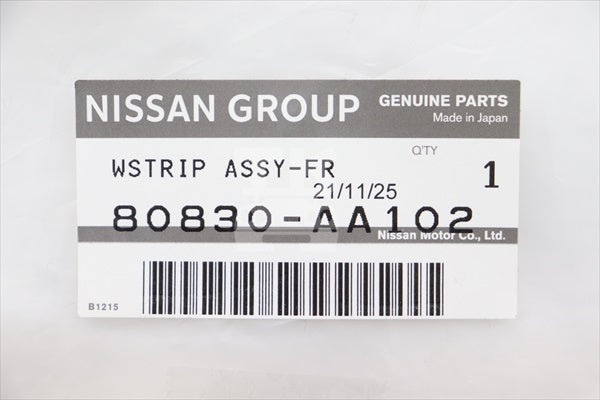 NISSAN GROUP
GENUINE PARTS
Made in Japan
Q'TY
WSTRIP ASSY-FR
1
21/11/25
80830-AA102
Nissan Motor Co., Ltd.
B1215